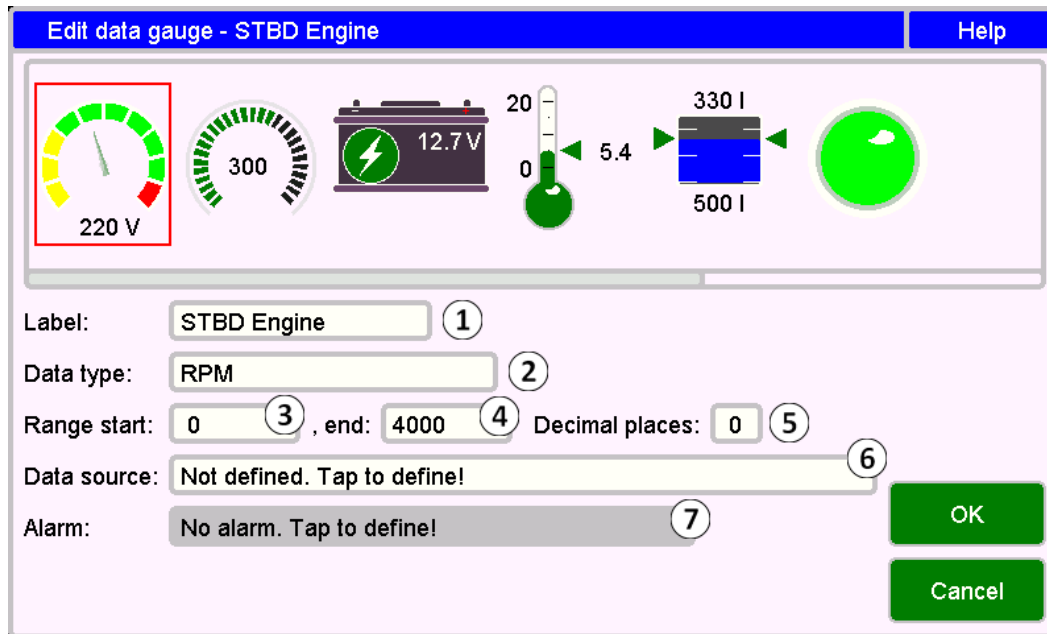 Edit data gauge - STBD Engine Help
20 330 l
300 12.7 V 5.4
0
220 V 500 l
Label: STBD Engine 1
Data type: RPM 2
Range start: 0 3 , end: 4000 4 Decimal places: 0 5
Data source: Not defined. Tap to define! 6
Alarm: No alarm. Tap to define! 7
OK
Cancel